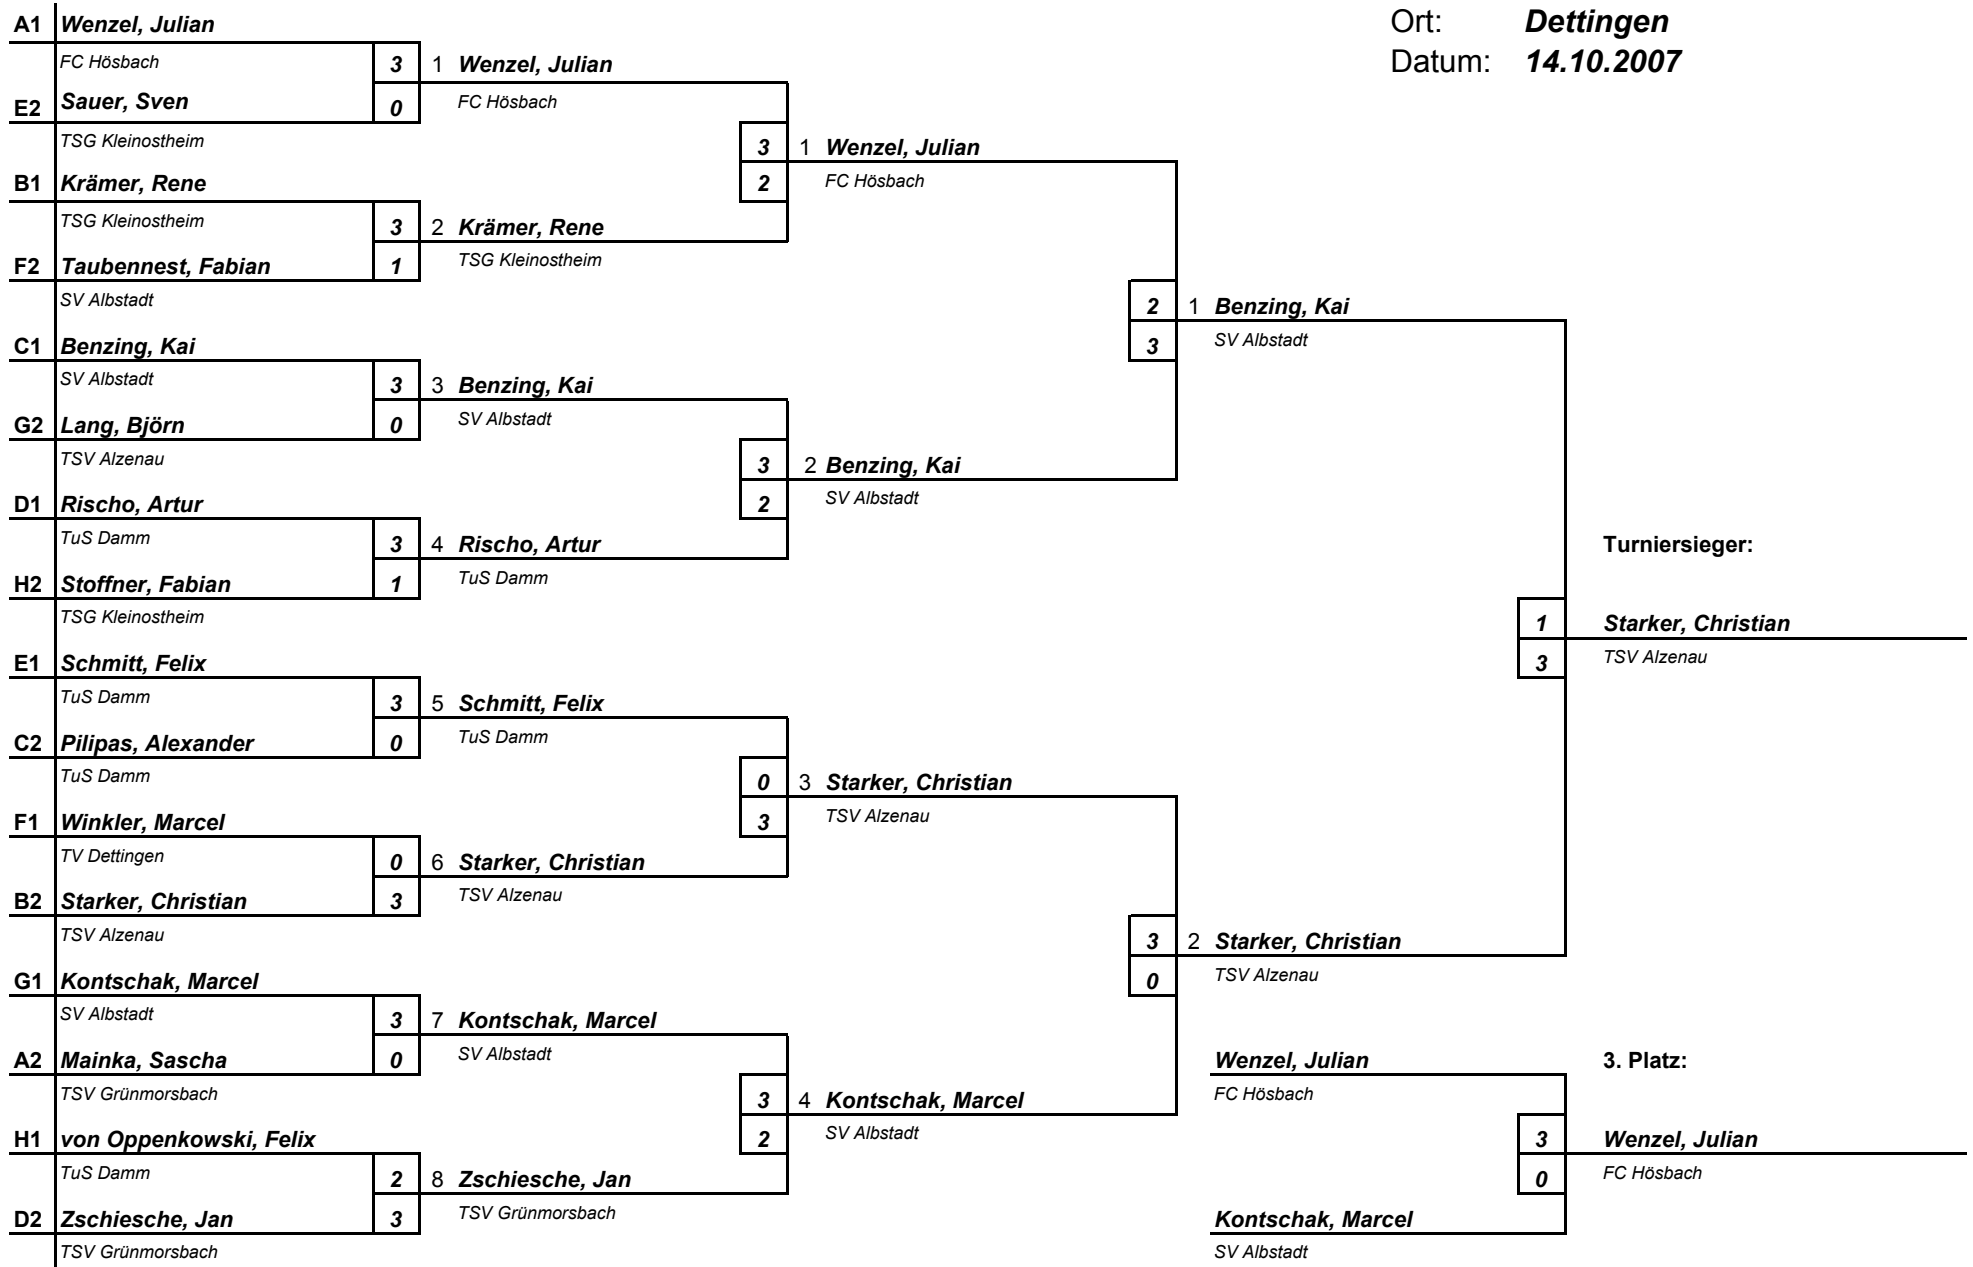 Ort: Dettingen
Datum: 14.10.2007
A1 Wenzel, Julian
FC Hösbach 3 1 Wenzel, Julian
E2 Sauer, Sven 0 FC Hösbach
TSG Kleinostheim 3 1 Wenzel, Julian
B1 Krämer, Rene 2 FC Hösbach
TSG Kleinostheim 3 2 Krämer, Rene
F2 Taubennest, Fabian 1 TSG Kleinostheim
SV Albstadt 2 1 Benzing, Kai
C1 Benzing, Kai 3 SV Albstadt
SV Albstadt 3 3 Benzing, Kai
G2 Lang, Björn 0 SV Albstadt
TSV Alzenau 3 2 Benzing, Kai
D1 Rischo, Artur 2 SV Albstadt
TuS Damm 3 4 Rischo, Artur Turniersieger:
H2 Stoffner, Fabian 1 TuS Damm
TSG Kleinostheim 1 Starker, Christian
E1 Schmitt, Felix 3 TSV Alzenau
TuS Damm 3 5 Schmitt, Felix
C2 Pilipas, Alexander 0 TuS Damm
TuS Damm 0 3 Starker, Christian
F1 Winkler, Marcel 3 TSV Alzenau
TV Dettingen 0 6 Starker, Christian
B2 Starker, Christian 3 TSV Alzenau
TSV Alzenau 3 2 Starker, Christian
G1 Kontschak, Marcel 0 TSV Alzenau
SV Albstadt 3 7 Kontschak, Marcel
A2 Mainka, Sascha 0 SV Albstadt Wenzel, Julian 3. Platz:
TSV Grünmorsbach 3 4 Kontschak, Marcel FC Hösbach
H1 von Oppenkowski, Felix 2 SV Albstadt 3 Wenzel, Julian
TuS Damm 2 8 Zschiesche, Jan 0 FC Hösbach
D2 Zschiesche, Jan 3 TSV Grünmorsbach Kontschak, Marcel
TSV Grünmorsbach SV Albstadt